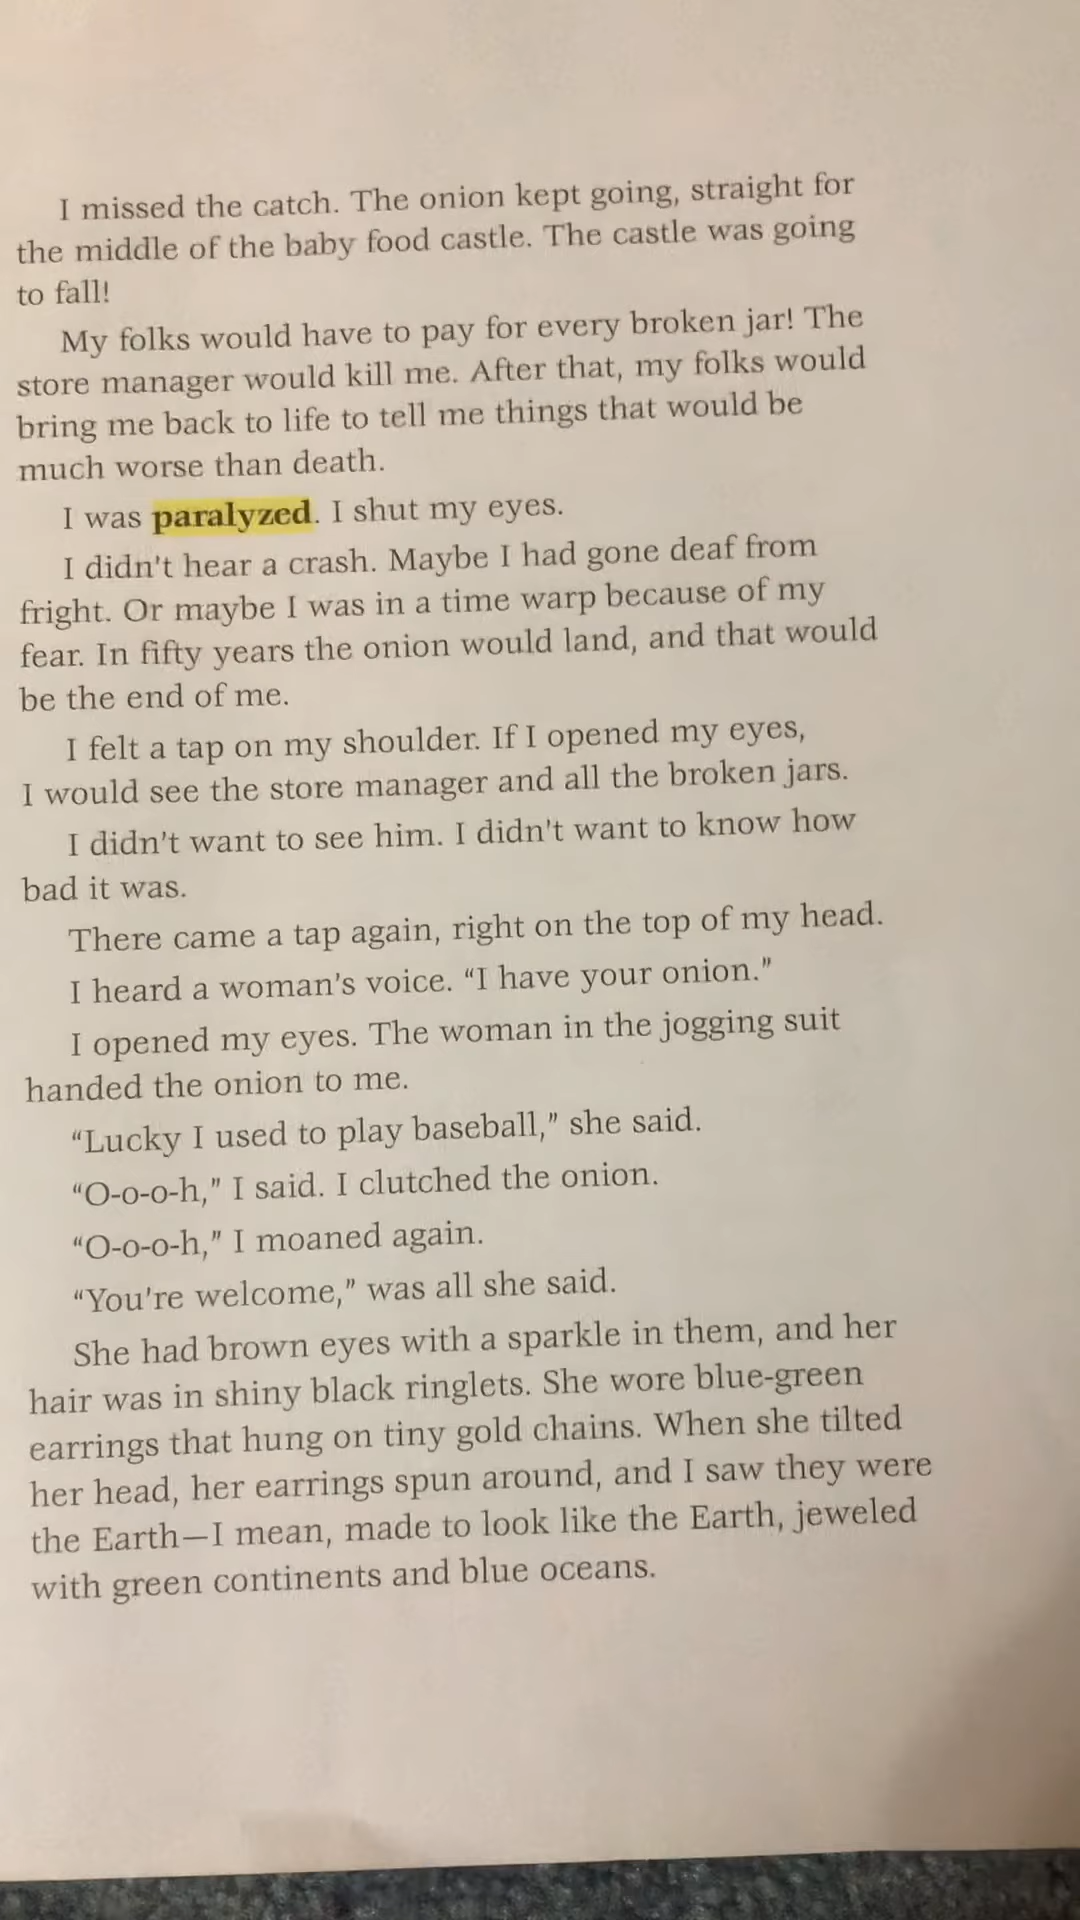 I missed the catch. The onion kept going, straight for
the middle of the baby food castle. The castle was going
to fall!
My folks would have to pay for every broken jar! The
store manager would kill me. After that, my folks would
bring me back to life to tell me things that would be
much worse than death.
I was paralyzed. I shut my eyes.
I didn't hear a crash. Maybe I had gone deaf from
fright. Or maybe I was in a time warp because of my
fear. In fifty years the onion would land, and that would
be the end of me.
I felt a tap on my shoulder. If I opened my eyes,
I would see the store manager and all the broken jars.
I didn't want to see him. I didn't want to know how
bad it was.
There came a tap again, right on the top of my head.
I heard a woman's voice. “I have your onion.”
I opened my eyes. The woman in the jogging suit
handed the onion to me.
“Lucky I used to play baseball,” she said.
“O-o-o-h,” I said. I clutched the onion.
“O-o-o-h,” I moaned again.
“You're welcome,” was all she said.
She had brown eyes with a sparkle in them, and her
hair was in shiny black ringlets. She wore blue-green
earrings that hung on tiny gold chains. When she tilted
her head, her earrings spun around, and I saw they were
the Earth—I mean, made to look like the Earth, jeweled
with green continents and blue oceans.